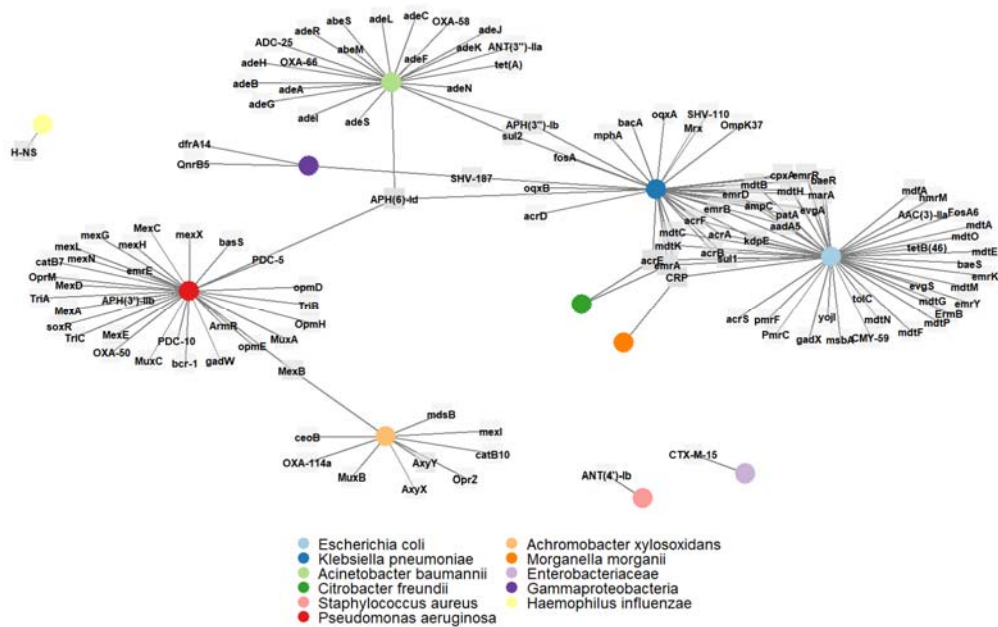 adeL
adeC
abeS
OXA-58
adeR
adeJ
ADC-25
abeM
adeK
ANT(3")-IIa
adeH
OXA-66
adeF
tet(A)
adeB
adeA
adeN
adeG
adeI
adeS
APH(3")-Ib
sul2
bacA
oqxA
SHV-110
mphA
Mrx
OmpK37
fosA
H-NS
dfrA14
QnrB5
SHV-187
oqxB
APH(6)-Id
acrD
cpxA
emrR
mdtB
mdtH
baeR
emrD
marA
ampC
emrB
patA
evgA
acrF
aadA5
mdtC
acrA
kdpE
mdtK
acrB
acrE
sul1
emrA
CRP
mdfA
hmrM
AAC(3)-IIa
FosA6
mdtA
mdtO
tetB(46)
mdtE
baeS
emrK
evgS
mdtM
tolC
mdtG
emrY
acrS
pmrF
yojI
mdtN
ErmB
mdtP
PmrC
mdtF
gadX
msbA
CMY-59
mexG
MexC
mexX
mexL
mexH
basS
catB7
mexN
PDC-5
OprM
emrE
MexD
opmD
TriA
APH(3')-IIb
TriB
MexA
OpmH
soxR
ArmR
TriC
MexE
PDC-10
MuxA
OXA-50
opmE
MuxC
bcr-1
gadW
MexB
mdsB
ceoB
mexI
OXA-114a
catB10
MuxB
AxyY
OprZ
AxyX
ANT(4')-Ib
CTX-M-15
Escherichia coli
Klebsiella pneumoniae
Acinetobacter baumannii
Citrobacter freundii
Staphylococcus aureus
Pseudomonas aeruginosa
Achromobacter xylosoxidans
Morganella morganii
Enterobacteriaceae
Gammaproteobacteria
Haemophilus influenzae